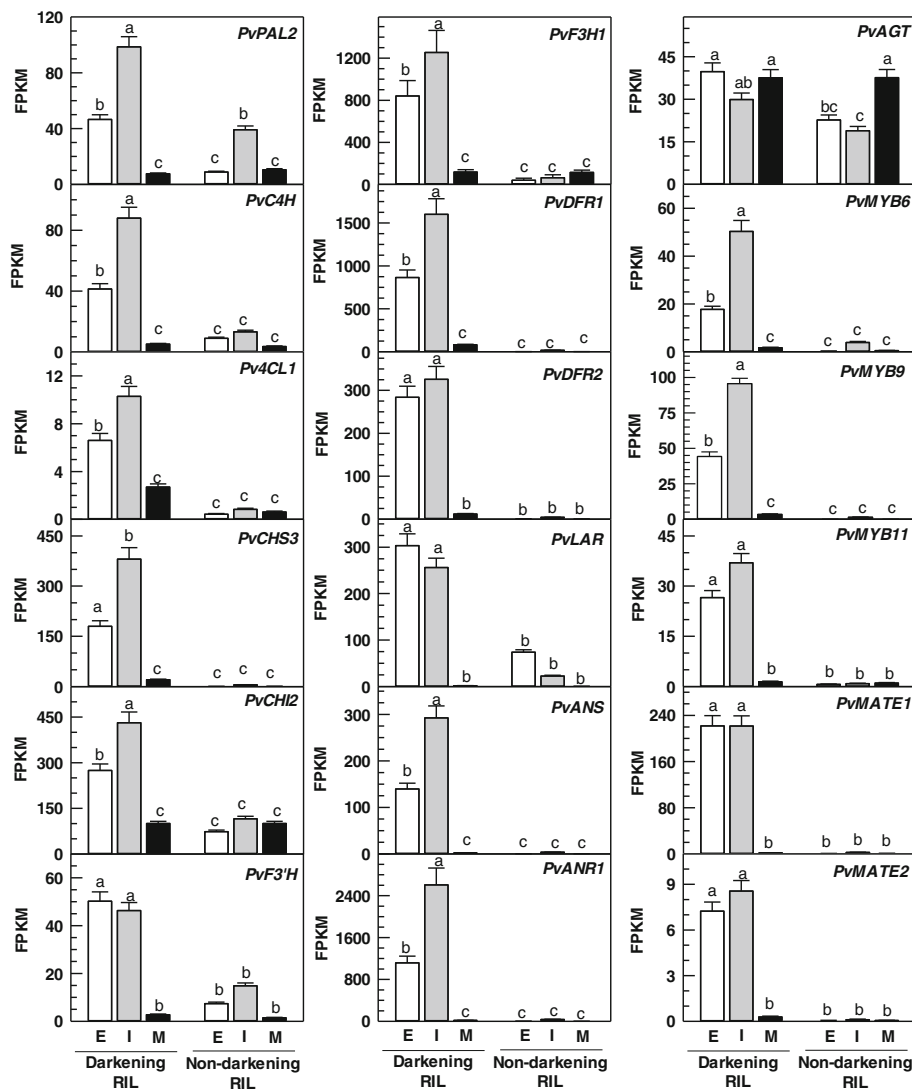 PvPAL2
FPKM
120
80
40
0
b a c c b c
PvC4H
FPKM
80
40
0
b a c c c c
Pv4CL1
FPKM
12
8
4
0
b a c c c c
PvCHS3
FPKM
450
300
150
0
a b c c c c
PvCHI2
FPKM
450
300
150
0
b a c c c c
PvF3'H
FPKM
60
40
20
0
a a b b b b
E I M E I M
Darkening RIL
Non-darkening RIL
PvF3H1
FPKM
1200
800
400
0
b a c c c c
PvDFR1
FPKM
1500
1000
500
0
b a c c c c
PvDFR2
FPKM
300
200
100
0
a a b b b b
PvLAR
FPKM
300
200
100
0
a a b b b b
PvANS
FPKM
300
200
100
0
b a c c c c
PvANR1
FPKM
2400
1600
800
0
b a c c c c
E I M E I M
Darkening RIL
Non-darkening RIL
PvAGT
FPKM
45
30
15
0
a ab a bc c a
PvMYB6
FPKM
60
40
20
0
b a c c c c
PvMYB9
FPKM
100
75
50
25
0
b a c c c c
PvMYB11
FPKM
45
30
15
0
a a b b b b
PvMATE1
FPKM
240
160
80
0
a a b b b b
PvMATE2
FPKM
9
6
3
0
a a b b b b
E I M E I M
Darkening RIL
Non-darkening RIL